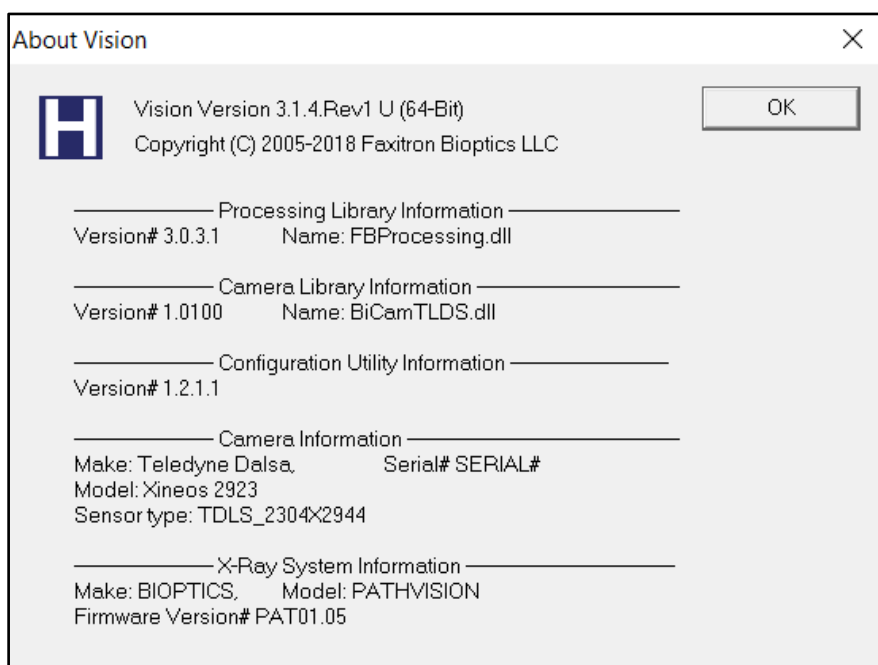 About Vision
Vision Version 3.1.4.Rev1 U (64-Bit)
OK
Copyright (C) 2005-2018 Faxitron Bioptics LLC
Processing Library Information
Version# 3.0.3.1 Name: FBProcessing.dll
Camera Library Information
Version# 1.0100 Name: BiCamTLDS.dll
Configuration Utility Information
Version# 1.2.1.1
Camera Information
Make: Teledyne Dalsa, Serial# SERIAL#
Model: Xineos 2923
Sensor type: TDLS_2304X2944
X-Ray System Information
Make: BIOPTICS, Model: PATHVISION
Firmware Version# PAT01.05